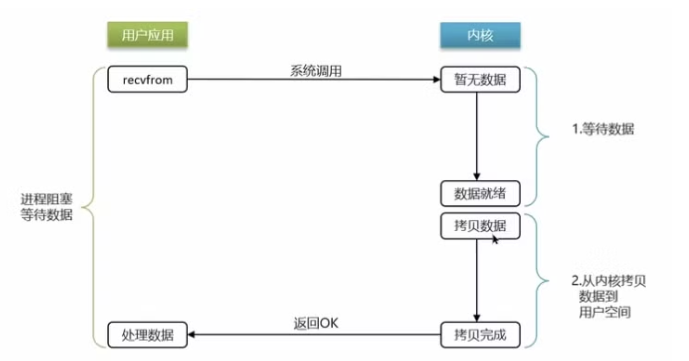 用户应用
内核
recvfrom
系统调用
暂无数据
1.等待数据
数据就绪
进程阻塞
等待数据
拷贝数据
2.从内核拷贝
数据到
用户空间
处理数据
返回OK
拷贝完成